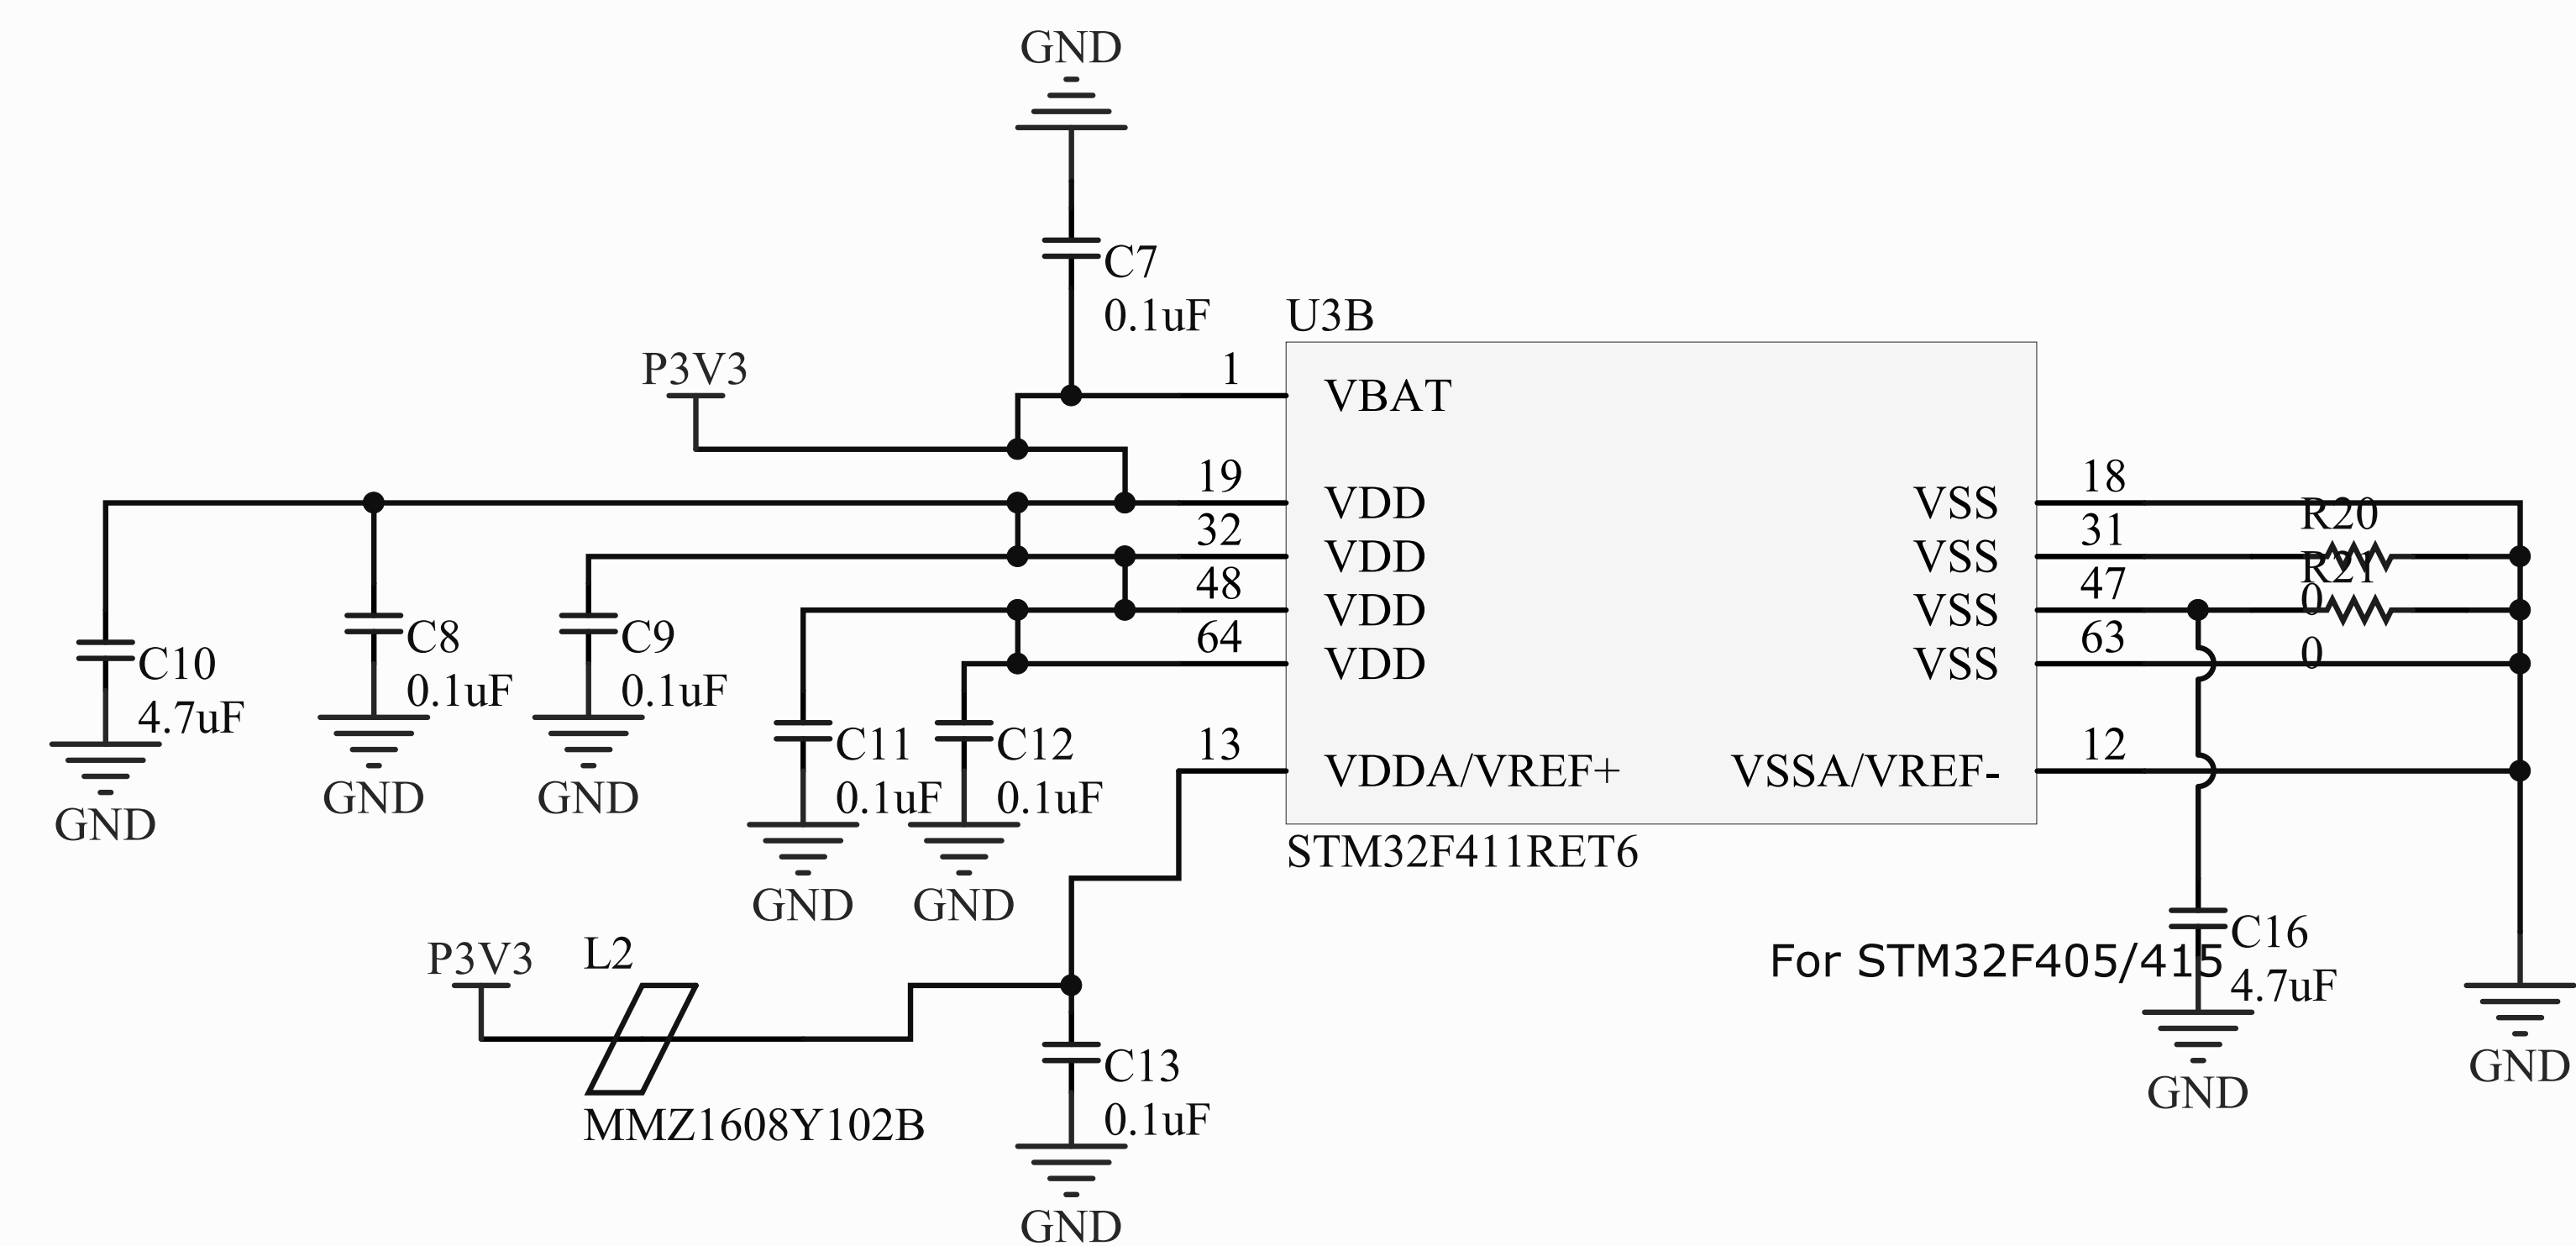 GND
C7
0.1uF
U3B
P3V3
1
VBAT
19
VDD
VSS
18
R20
32
VDD
VSS
31
R21
0
48
VDD
VSS
47
64
VDD
VSS
63
0
C10
4.7uF
GND
C8
0.1uF
GND
C9
0.1uF
GND
C11
0.1uF
GND
C12
0.1uF
GND
13
VDDA/VREF+
VSSA/VREF-
12
STM32F411RET6
P3V3
L2
MMZ1608Y102B
C13
0.1uF
GND
For STM32F405/415
C16
4.7uF
GND
GND